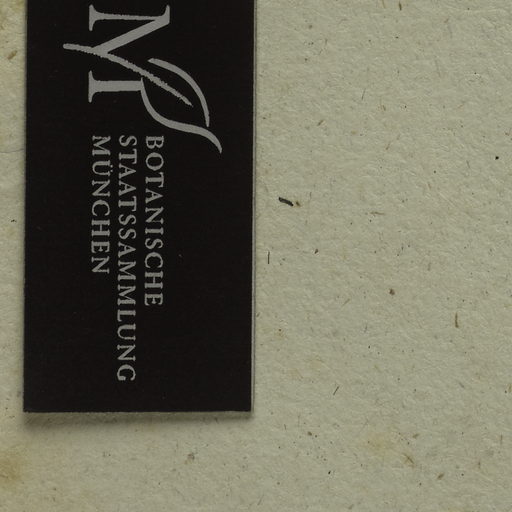 M
BOTANISCHE
STAATSSAMMLUNG
MÜNCHEN